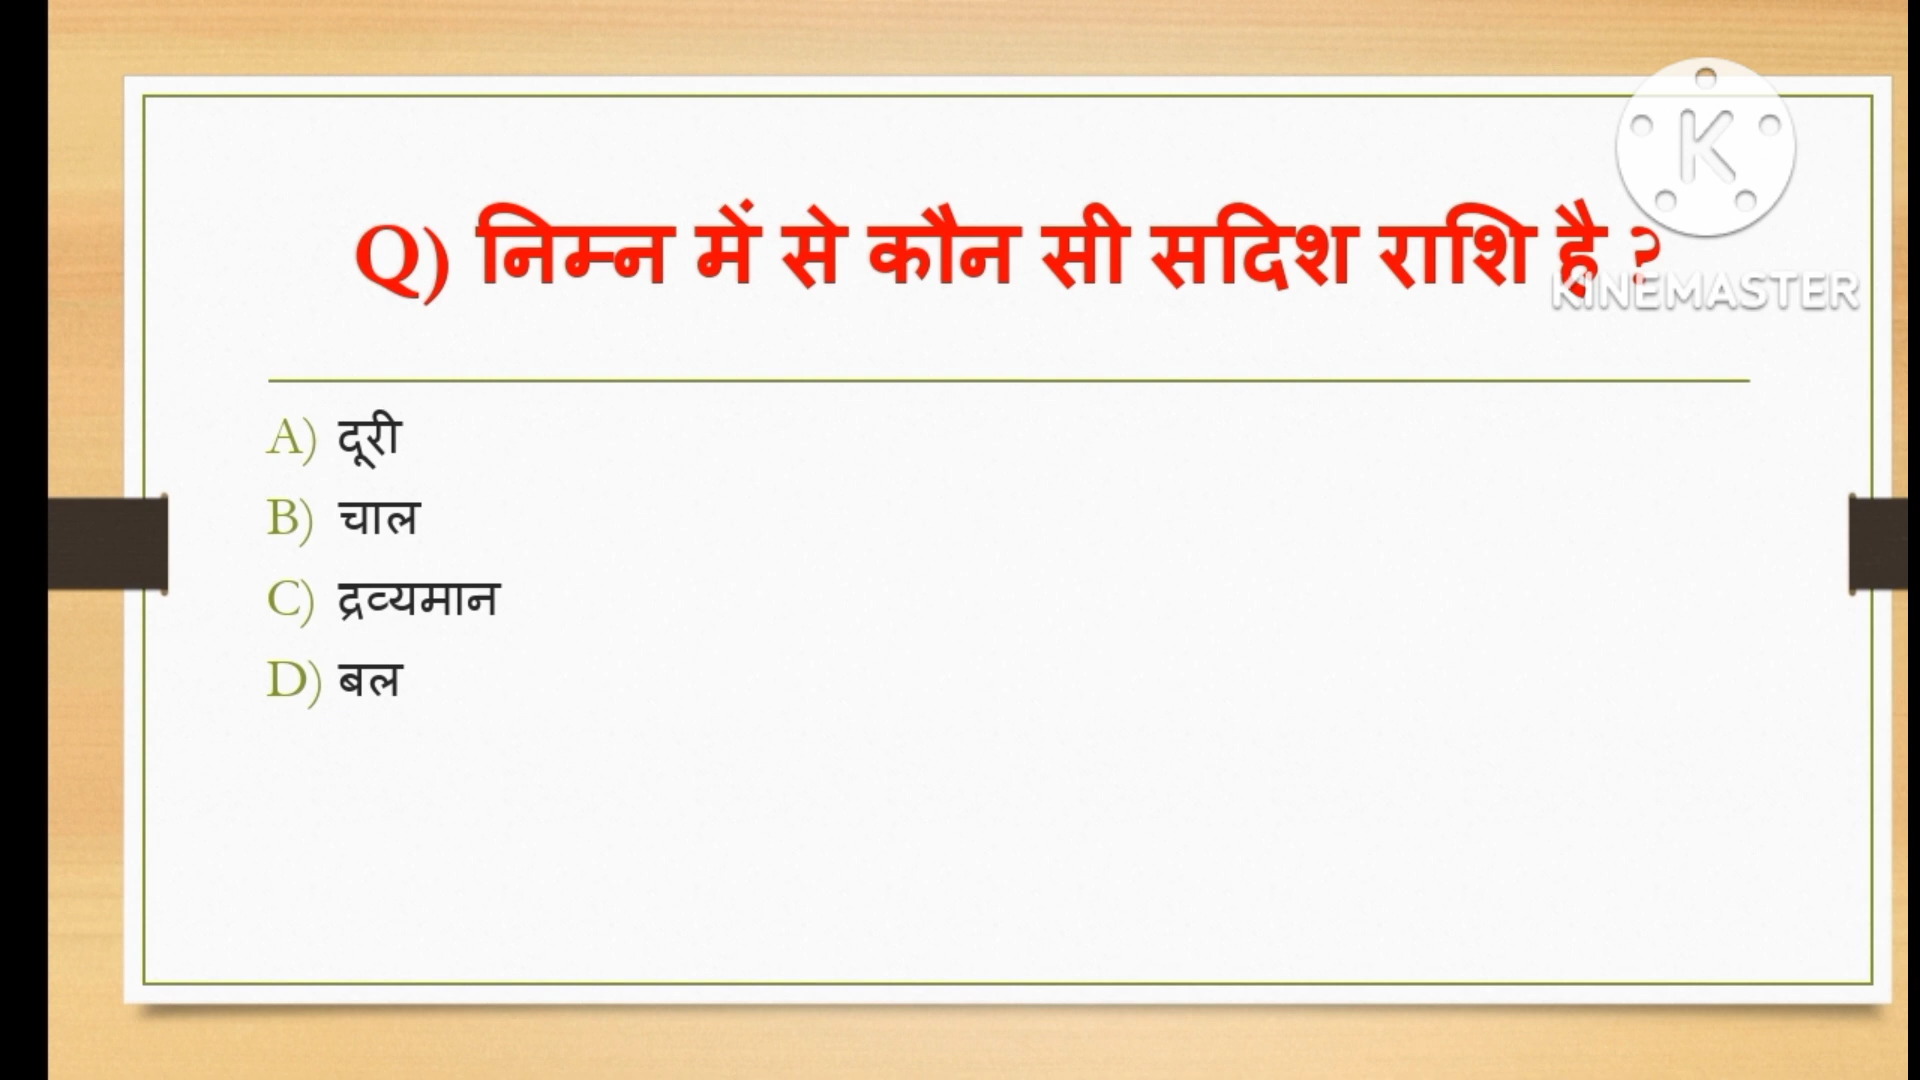 Q) निम्न में से कौन सी सदिश राशि है ?
K
KINEMASTER
A) दूरी
B) चाल
C) द्रव्यमान
D) बल